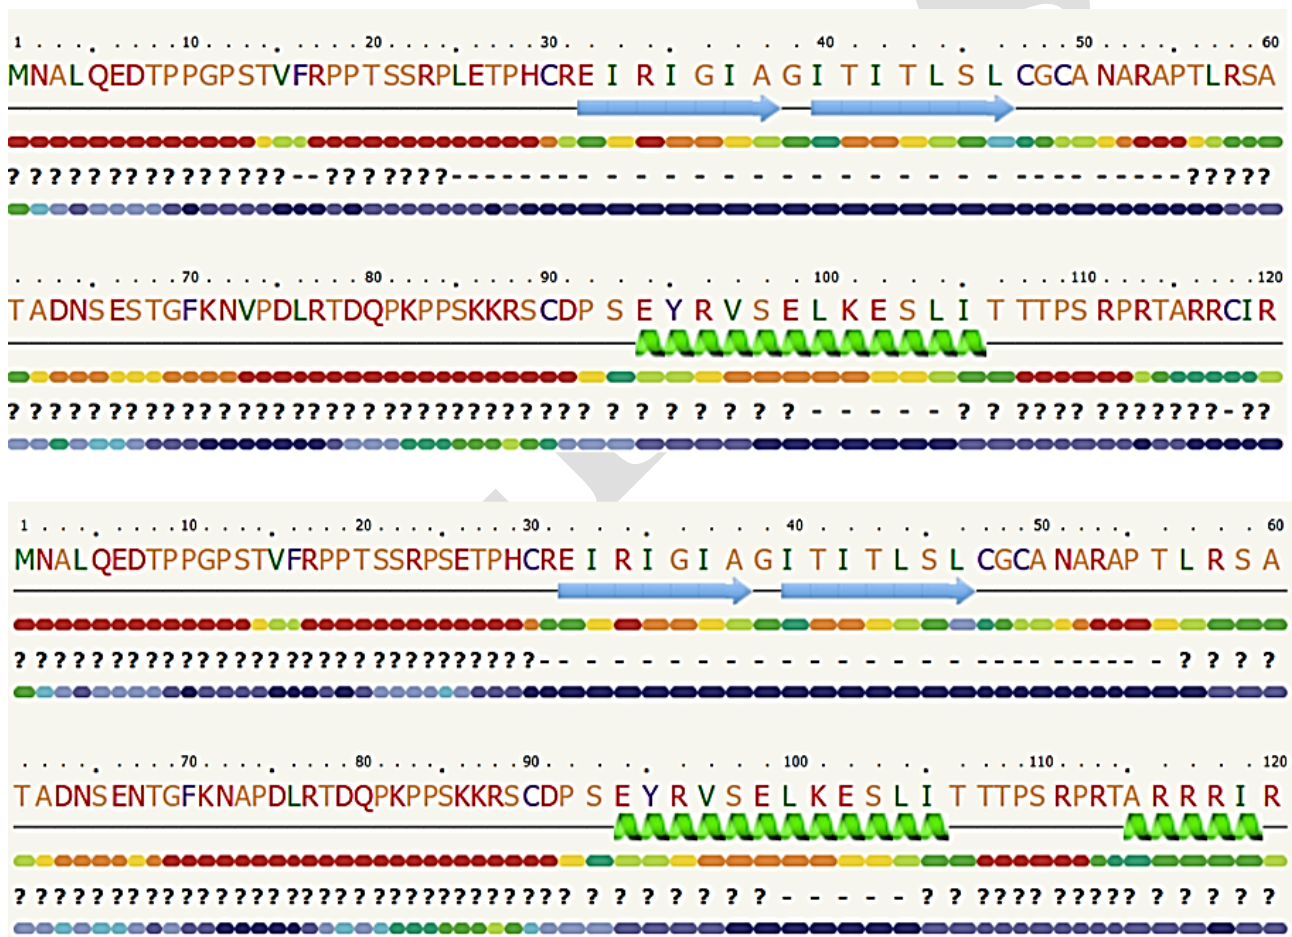 1 . . . . . . . . 10 . . . . . . . . . 20 . . . . . . . . . 30 . . . . . . . . . 40 . . . . . . . . . 50 . . . . . . . . . 60
MNALQEDTPPGPSTVFRPPTSSRPLETPHCREIRIGIAGITITLSLCGCANARAPTLRSA
???????????????--???????-------------------------------?????
. . . . . . . . . 70 . . . . . . . . . 80 . . . . . . . . . 90 . . . . . . . . . 100 . . . . . . . . . 110 . . . . . . . . . 120
TADNSESTGFKNVPDLRTDQPKPPSKKRSCDPSEYRVSELKESLITTTPSRPRTARRCIR
???????????????????????????????????????-----?????????????-??
1 . . . . . . . . 10 . . . . . . . . . 20 . . . . . . . . . 30 . . . . . . . . . 40 . . . . . . . . . 50 . . . . . . . . . 60
MNALQEDTPPGPSTVFRPPTSSRPSETPHCREIRIGIAGITITLSLCGCANARAPTLRSA
??????????????????????????????--------------------------????
. . . . . . . . . 70 . . . . . . . . . 80 . . . . . . . . . 90 . . . . . . . . . 100 . . . . . . . . . 110 . . . . . . . . . 120
TADNSENTGFKNAPDLRTDQPKPPSKKRSCDPSEYRVSELKESLITTTPSRPRTARRRIR
???????????????????????????????????????-----????????????????